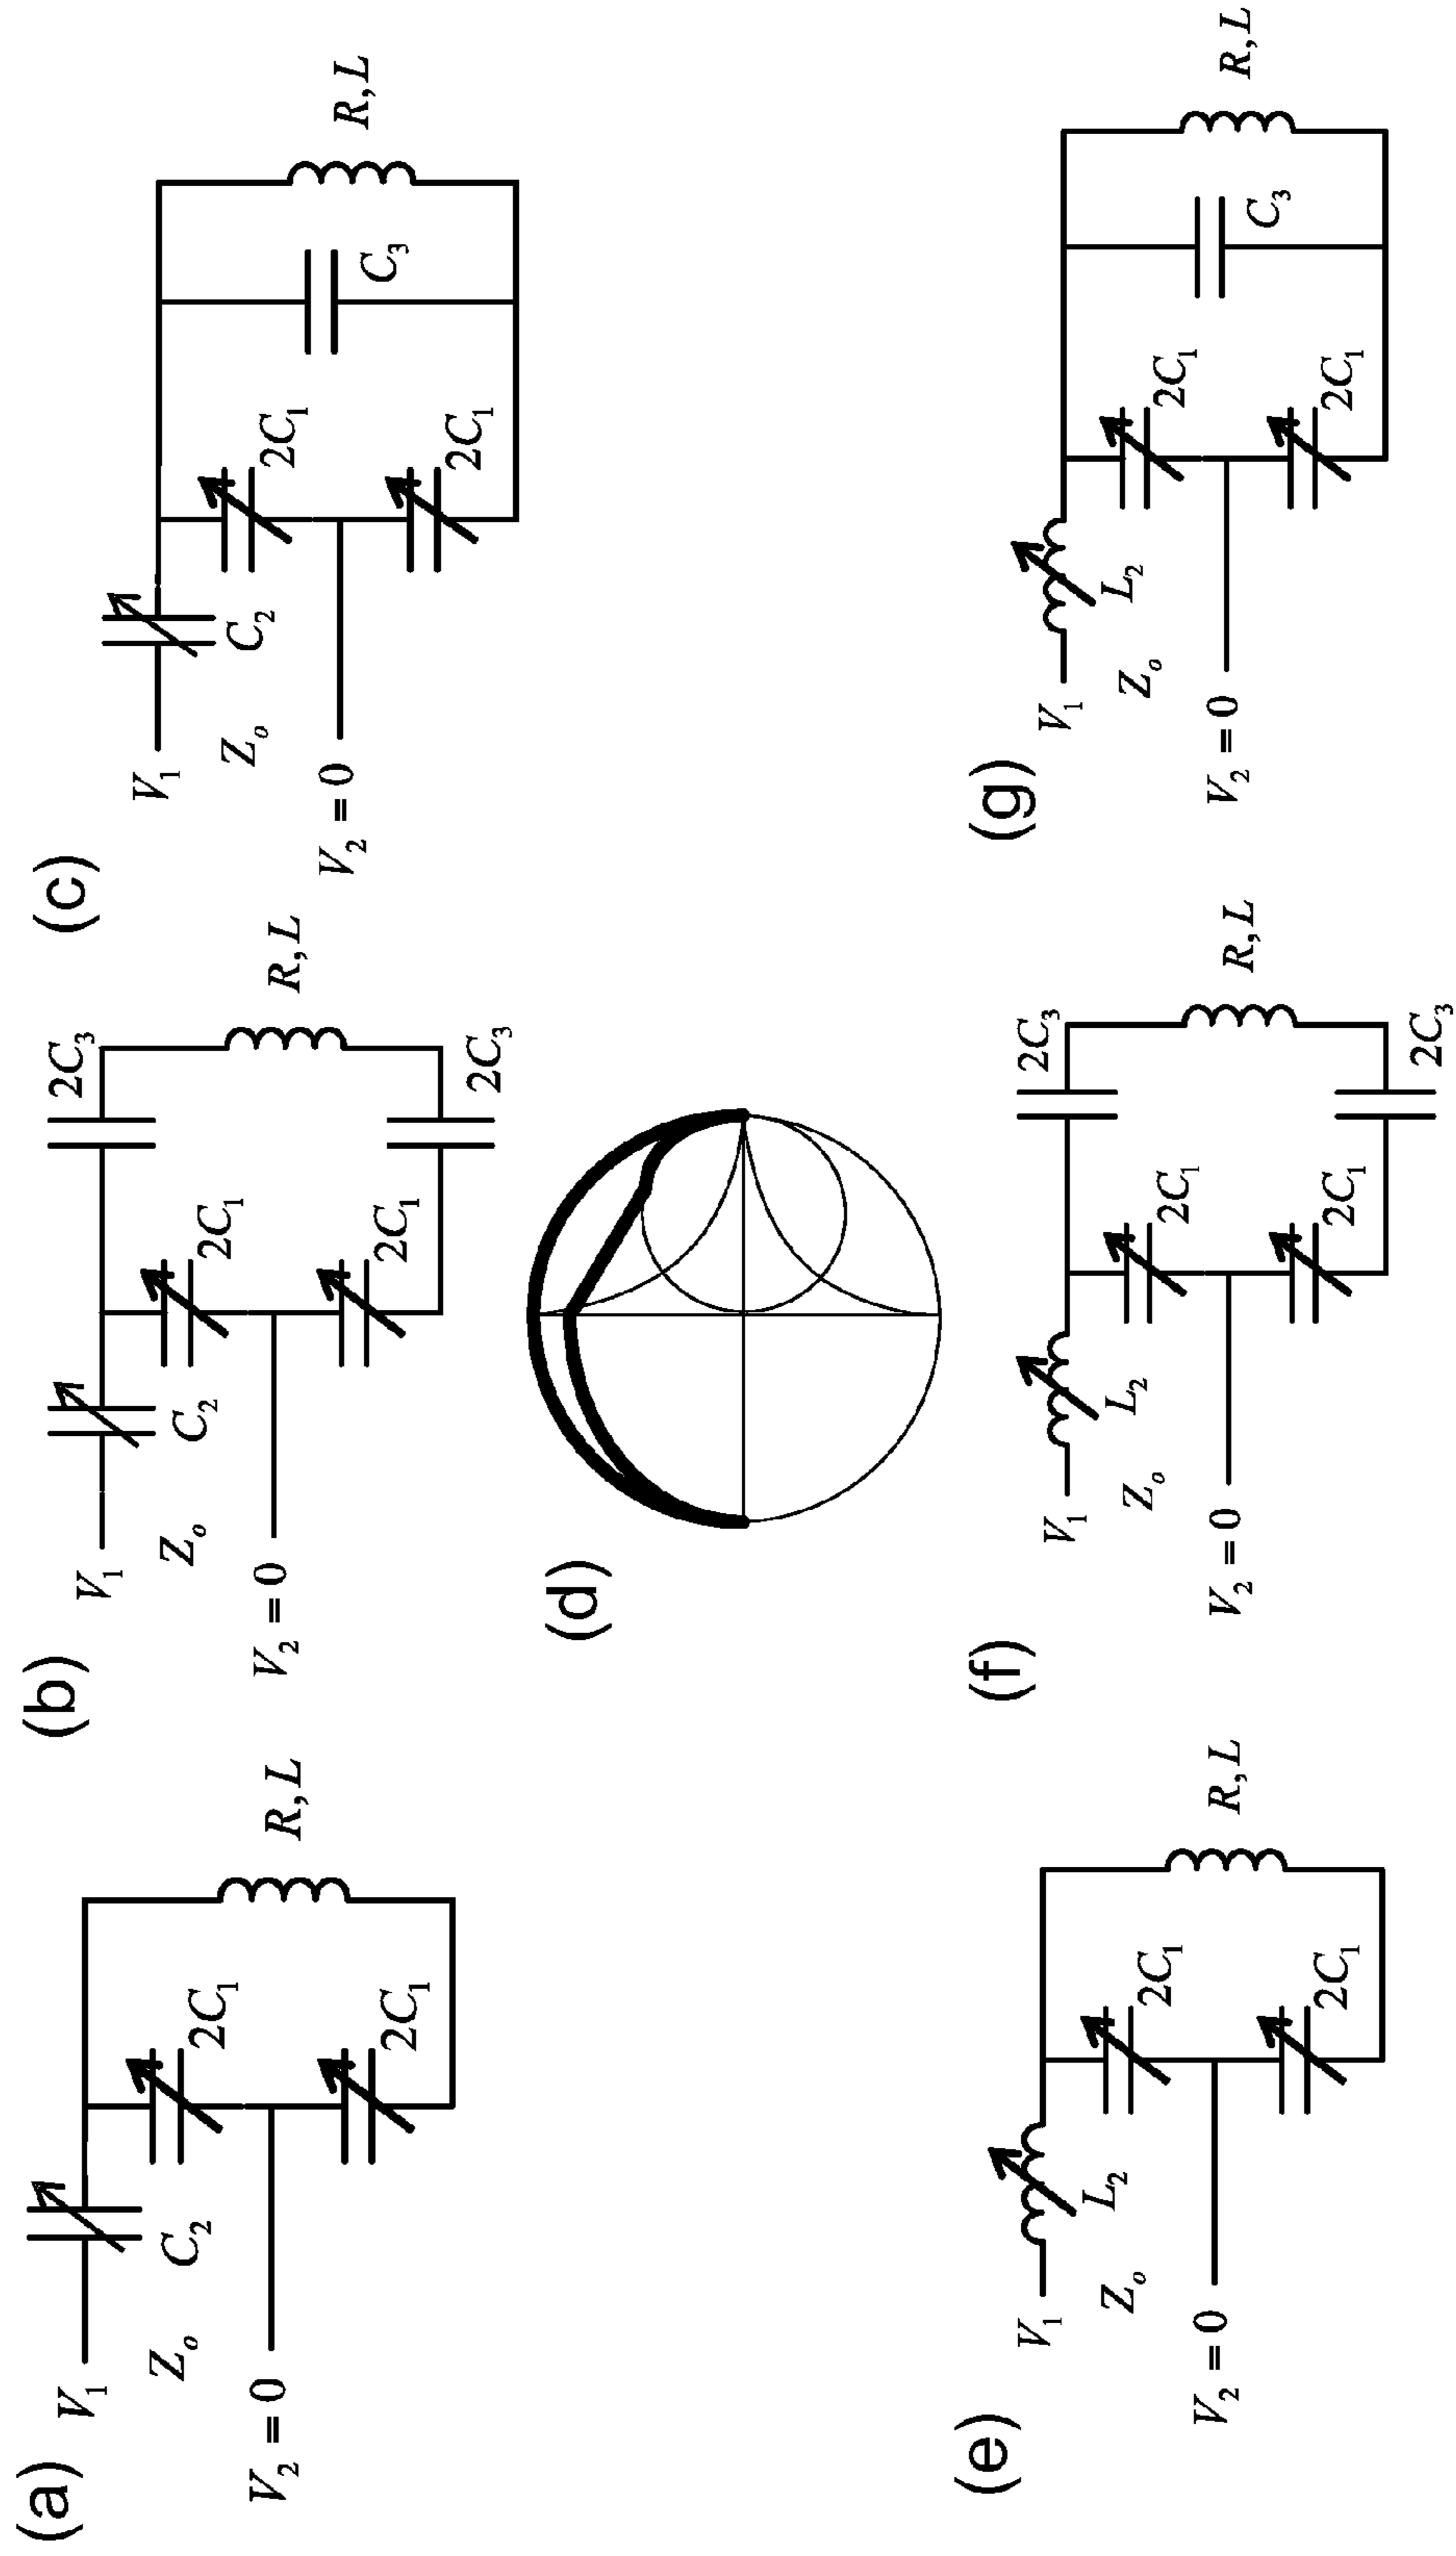 (a)
V₁
C₂
Zₒ
2C₁
V₂ = 0
2C₁
R, L
(b)
V₁
C₂
Zₒ
2C₁
V₂ = 0
2C₁
2C₃
2C₃
R, L
(c)
V₁
C₂
Zₒ
2C₁
V₂ = 0
2C₁
C₃
R, L
(d)
(e)
V₁
L₂
Zₒ
2C₁
V₂ = 0
2C₁
R, L
(f)
V₁
L₂
Zₒ
2C₁
V₂ = 0
2C₁
2C₃
2C₃
R, L
(g)
V₁
L₂
Zₒ
2C₁
V₂ = 0
2C₁
C₃
R, L